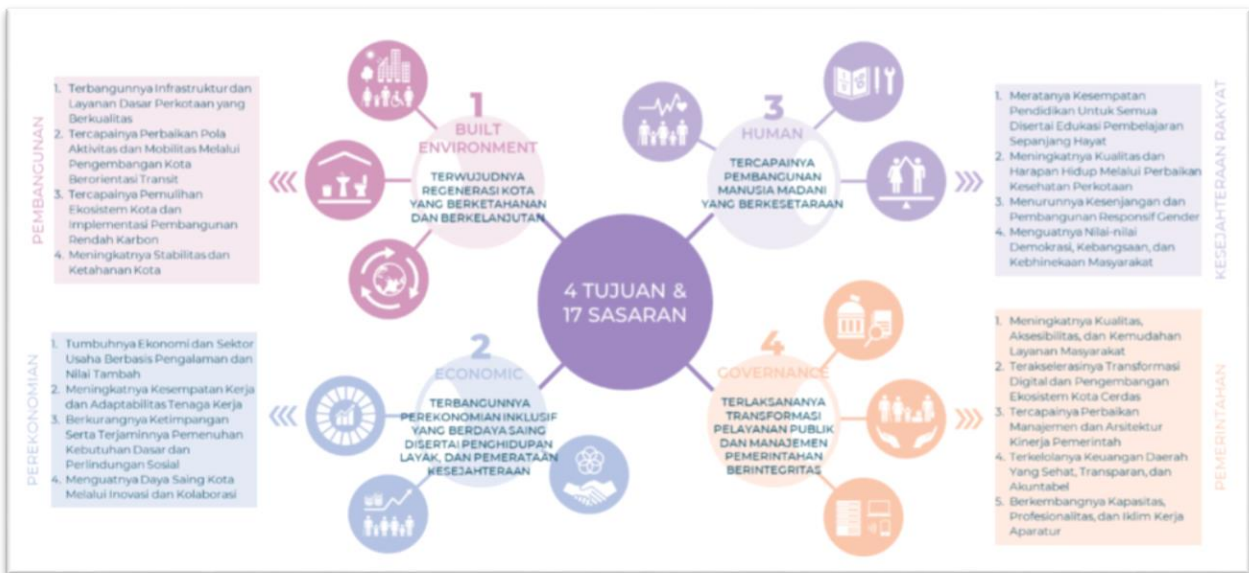 PEMBANGUNAN
1. Terbangunnya Infrastruktur dan
Layanan Dasar Perkotaan yang
Berkualitas
2. Tercapainya Perbaikan Pola
Aktivitas dan Mobilitas Melalui
Pengembangan Kota
Berorientasi Transit
3. Tercapainya Pemulihan
Ekosistem Kota dan
Implementasi Pembangunan
Rendah Karbon
4. Meningkatnya Stabilitas dan
Ketahanan Kota
1
BUILT
ENVIRONMENT
TERWUJUDNYA
REGENERASI KOTA
YANG BERKETAHANAN
DAN BERKELANJUTAN
3
HUMAN
TERCAPAINYA
PEMBANGUNAN
MANUSIA MADANI
YANG BERKESETARAAN
1. Meratanya Kesempatan
Pendidikan Untuk Semua
Disertai Edukasi Pembelajaran
Sepanjang Hayat
2. Meningkatnya Kualitas dan
Harapan Hidup Melalui Perbaikan
Kesehatan Perkotaan
3. Menurunnya Kesenjangan dan
Pembangunan Responsif Gender
4. Menguatnya Nilai-nilai
Demokrasi, Kebangsaan, dan
Kebhinekaan Masyarakat
KESEJAHTERAAN RAKYAT
4 TUJUAN &
17 SASARAN
PEREKONOMIAN
1. Tumbuhnya Ekonomi dan Sektor
Usaha Berbasis Pengalaman dan
Nilai Tambah
2. Meningkatnya Kesempatan Kerja
dan Adaptabilitas Tenaga Kerja
3. Berkurangnya Ketimpangan
Serta Terjaminnya Pemenuhan
Kebutuhan Dasar dan
Perlindungan Sosial
4. Menguatnya Daya Saing Kota
Melalui Inovasi dan Kolaborasi
2
ECONOMIC
TERBANGUNNYA
PEREKONOMIAN INKLUSIF
YANG BERDAYA SAING
DISERTAI PENGHIDUPAN
LAYAK, DAN PEMERATAAN
KESEJAHTERAAN
4
GOVERNANCE
TERLAKSANANYA
TRANSFORMASI
PELAYANAN PUBLIK
DAN MANAJEMEN
PEMERINTAHAN
BERINTEGRITAS
1. Meningkatnya Kualitas,
Aksesibilitas, dan Kemudahan
Layanan Masyarakat
2. Terakselerasinya Transformasi
Digital dan Pengembangan
Ekosistem Kota Cerdas
3. Tercapainya Perbaikan
Manajemen dan Arsitektur
Kinerja Pemerintah
4. Terkelolanya Keuangan Daerah
Yang Sehat, Transparan, dan
Akuntabel
5. Berkembangnya Kapasitas,
Profesionalitas, dan Iklim Kerja
Aparatur
PEMERINTAHAN